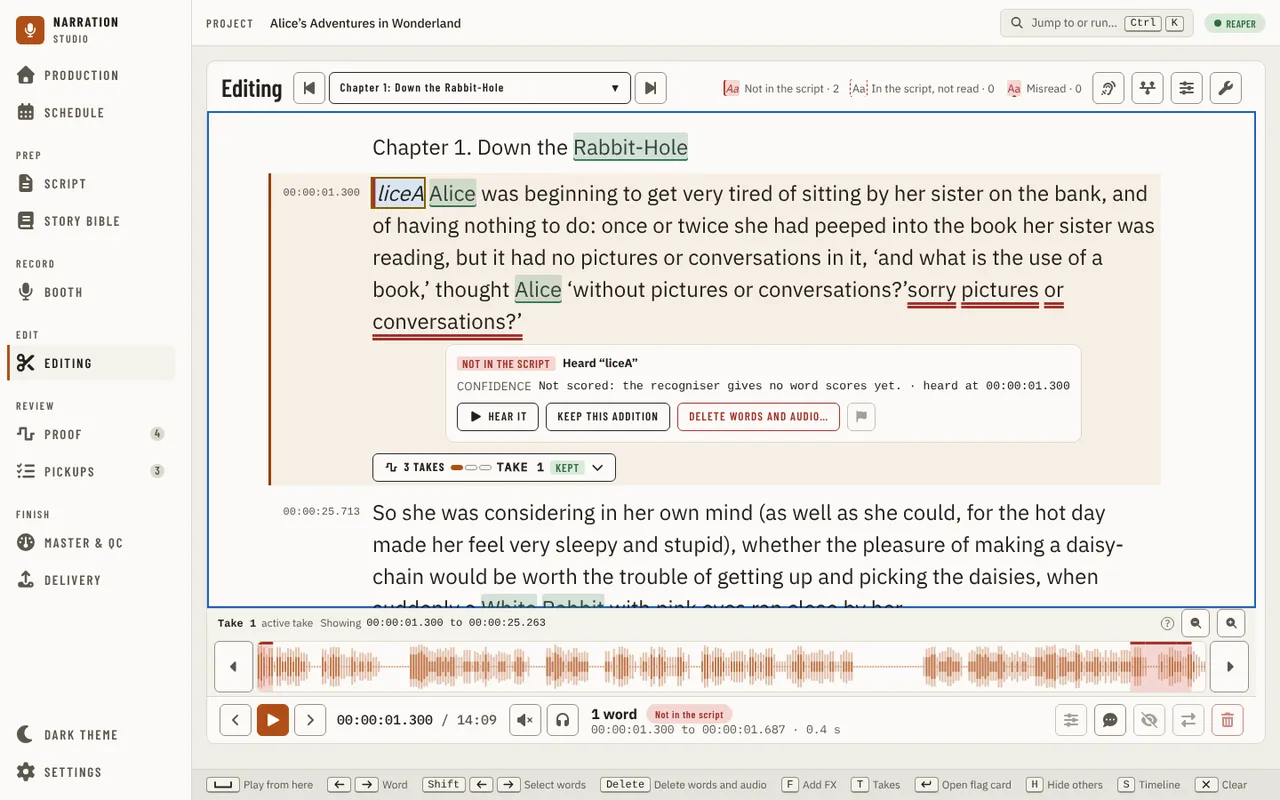 NARRATION
STUDIO
PRODUCTION
SCHEDULE
PREP
SCRIPT
STORY BIBLE
RECORD
BOOTH
EDIT
EDITING
REVIEW
PROOF 4
PICKUPS 3
FINISH
MASTER & QC
DELIVERY
DARK THEME
SETTINGS
PROJECT Alice’s Adventures in Wonderland
Jump to or run… Ctrl K
REAPER
Editing
Chapter 1: Down the Rabbit-Hole ▼
Aa Not in the script · 2 Aa In the script, not read · 0 Aa Misread · 0
Chapter 1. Down the Rabbit-Hole
00:00:01.300 liceA Alice was beginning to get very tired of sitting by her sister on the bank, and
of having nothing to do: once or twice she had peeped into the book her sister was
reading, but it had no pictures or conversations in it, ‘and what is the use of a
book,’ thought Alice ‘without pictures or conversations?’sorry pictures or
conversations?’
NOT IN THE SCRIPT Heard “liceA”
CONFIDENCE Not scored: the recogniser gives no word scores yet. · heard at 00:00:01.300
HEAR IT KEEP THIS ADDITION DELETE WORDS AND AUDIO…
3 TAKES TAKE 1 KEPT
00:00:25.713 So she was considering in her own mind (as well as she could, for the hot day
made her feel very sleepy and stupid), whether the pleasure of making a daisy-
chain would be worth the trouble of getting up and picking the daisies, when
suddenly a White Rabbit with pink eyes ran close by her.
Take 1 active take Showing 00:00:01.300 to 00:00:25.263 ?
00:00:01.300 / 14:09
1 word Not in the script
00:00:01.300 to 00:00:01.687 · 0.4 s
Play from here ← → Word Shift ← → Select words Delete Delete words and audio F Add FX T Takes ↵ Open flag card H Hide others S Timeline ✕ Clear